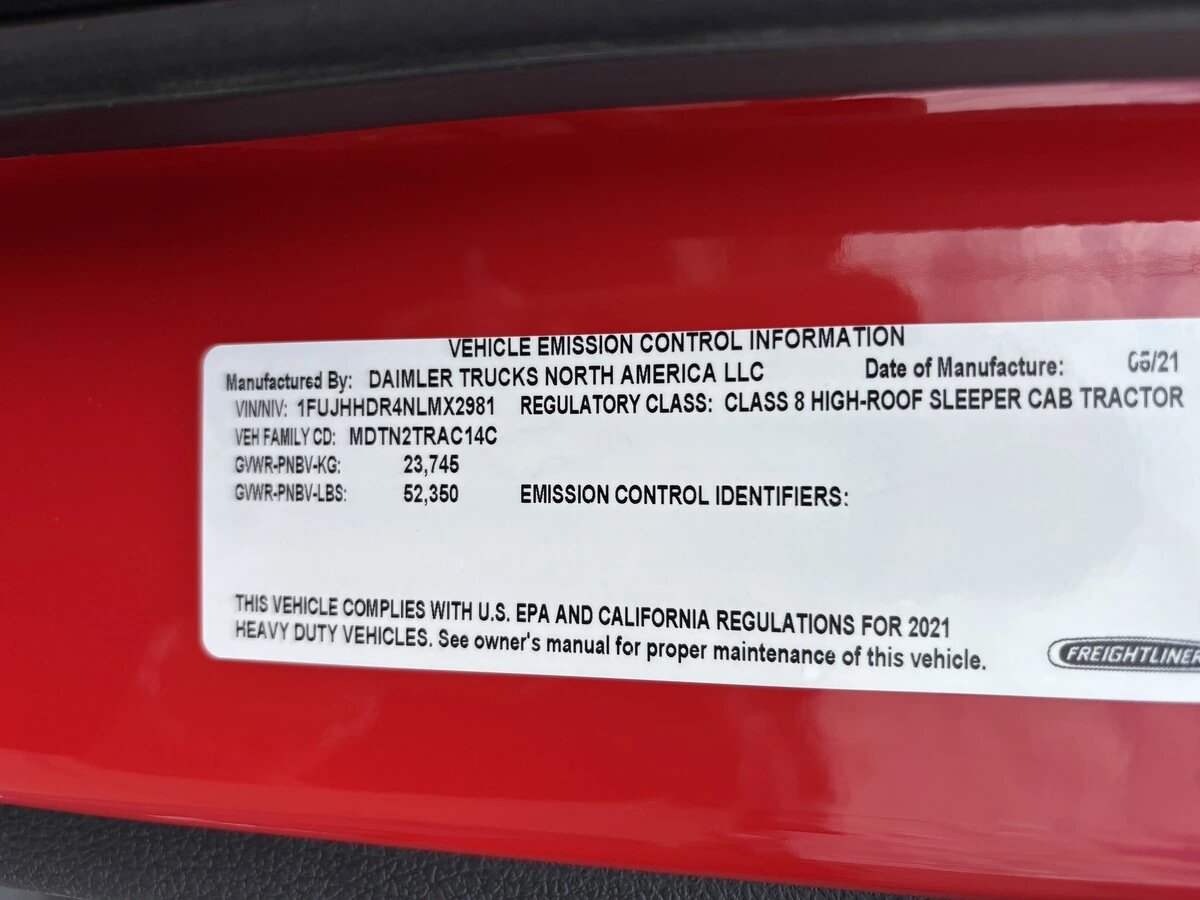 VEHICLE EMISSION CONTROL INFORMATION
Manufactured By: DAIMLER TRUCKS NORTH AMERICA LLC Date of Manufacture: 06/21
VIN/NIV: 1FUJHHDR4NLMX2981 REGULATORY CLASS: CLASS 8 HIGH-ROOF SLEEPER CAB TRACTOR
VEH FAMILY CD: MDTN2TRAC14C
GVWR-PNBV-KG: 23,745
GVWR-PNBV-LBS: 52,350 EMISSION CONTROL IDENTIFIERS:
THIS VEHICLE COMPLIES WITH U.S. EPA AND CALIFORNIA REGULATIONS FOR 2021
HEAVY DUTY VEHICLES. See owner's manual for proper maintenance of this vehicle.
FREIGHTLINER